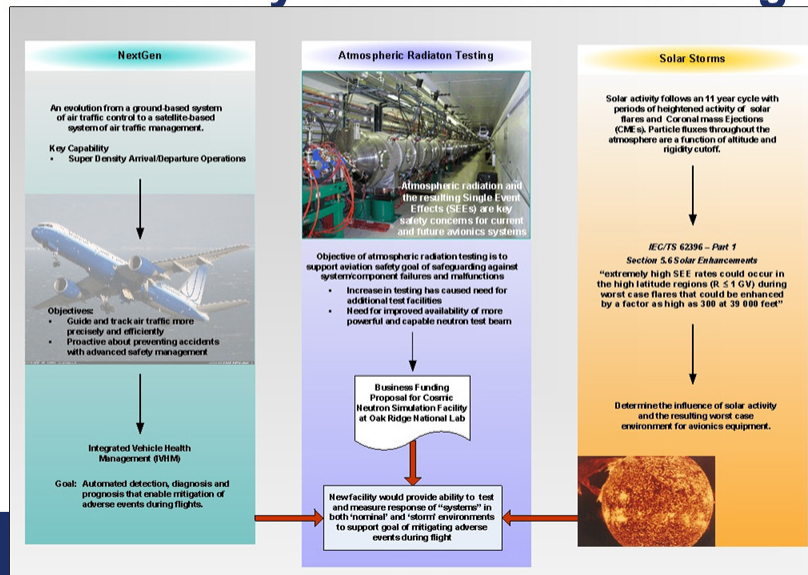 NextGen
An evolution from a ground-based system
of air traffic control to a satellite-based
system of air traffic management.
Key Capability
• Super Density Arrival/Departure Operations
Objectives:
• Guide and track air traffic more
precisely and efficiently
• Proactive about preventing accidents
with advanced safety management
Integrated Vehicle Health
Management (IVHM)
Goal: Automated detection, diagnosis and
prognosis that enable mitigation of
adverse events during flights.
Atmospheric Radiaton Testing
Atmospheric radiation and
the resulting Single Event
Effects (SEEs) are key
safety concerns for current
and future avionics systems
Objective of atmospheric radiation testing is to
support aviation safety goal of safeguarding against
system/component failures and malfunctions
• Increase in testing has caused need for
additional test facilities
• Need for improved availability of more
powerful and capable neutron test beam
Business Funding
Proposal for Cosmic
Neutron Simulation Facility
at Oak Ridge National Lab
New facility would provide ability to test
and measure response of "systems" in
both 'nominal' and 'storm' environments
to support goal of mitigating adverse
events during flight
Solar Storms
Solar activity follows an 11 year cycle with
periods of heightened activity of solar
flares and Coronal mass Ejections
(CMEs). Particle fluxes throughout the
atmosphere are a function of altitude and
rigidity cutoff.
IEC/TS 62396 – Part 1
Section 5.6 Solar Enhancements
"extremely high SEE rates could occur in
the high latitude regions (R ≤ 1 GV) during
worst case flares that could be enhanced
by a factor as high as 300 at 39 000 feet"
Determine the influence of solar activity
and the resulting worst case
environment for avionics equipment.